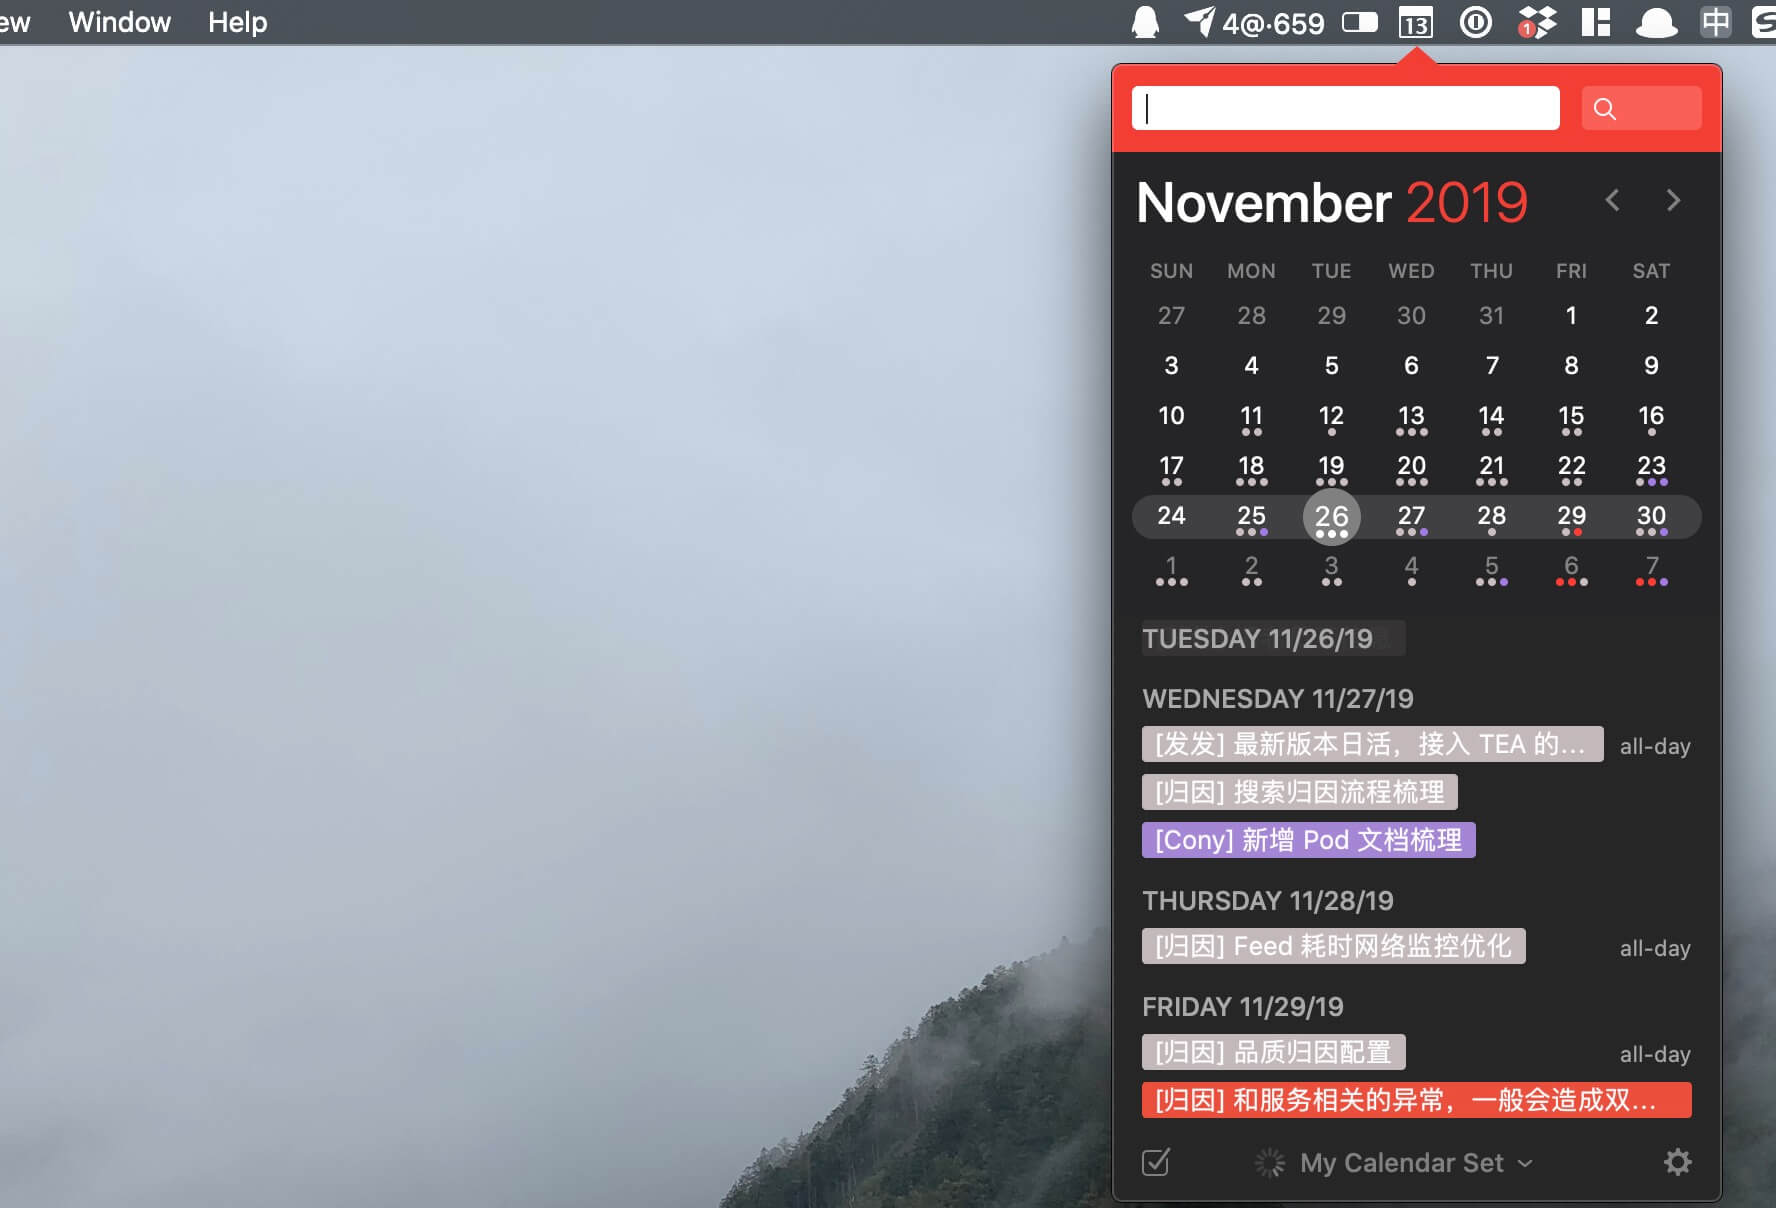 ew Window Help 4@·659 13 1 中
November 2019
SUN MON TUE WED THU FRI SAT
27 28 29 30 31 1 2
3 4 5 6 7 8 9
10 11 12 13 14 15 16
17 18 19 20 21 22 23
24 25 26 27 28 29 30
1 2 3 4 5 6 7
TUESDAY 11/26/19
WEDNESDAY 11/27/19
[发发] 最新版本日活，接入 TEA 的... all-day
[归因] 搜索归因流程梳理
[Cony] 新增 Pod 文档梳理
THURSDAY 11/28/19
[归因] Feed 耗时网络监控优化 all-day
FRIDAY 11/29/19
[归因] 品质归因配置 all-day
[归因] 和服务相关的异常，一般会造成双...
My Calendar Set